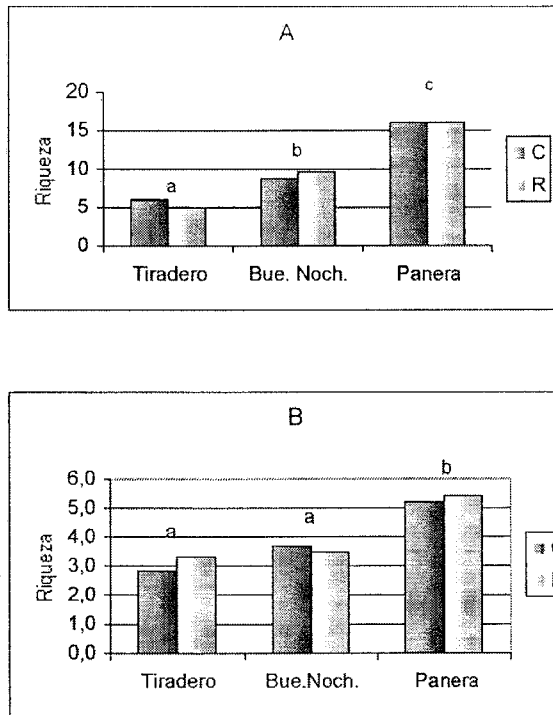 A
Riqueza
20
15
10
5
0
a
b
c
Tiradero
Bue. Noch.
Panera
C
R
B
Riqueza
6,0
5,0
4,0
3,0
2,0
1,0
0,0
a
a
b
Tiradero
Bue.Noch.
Panera